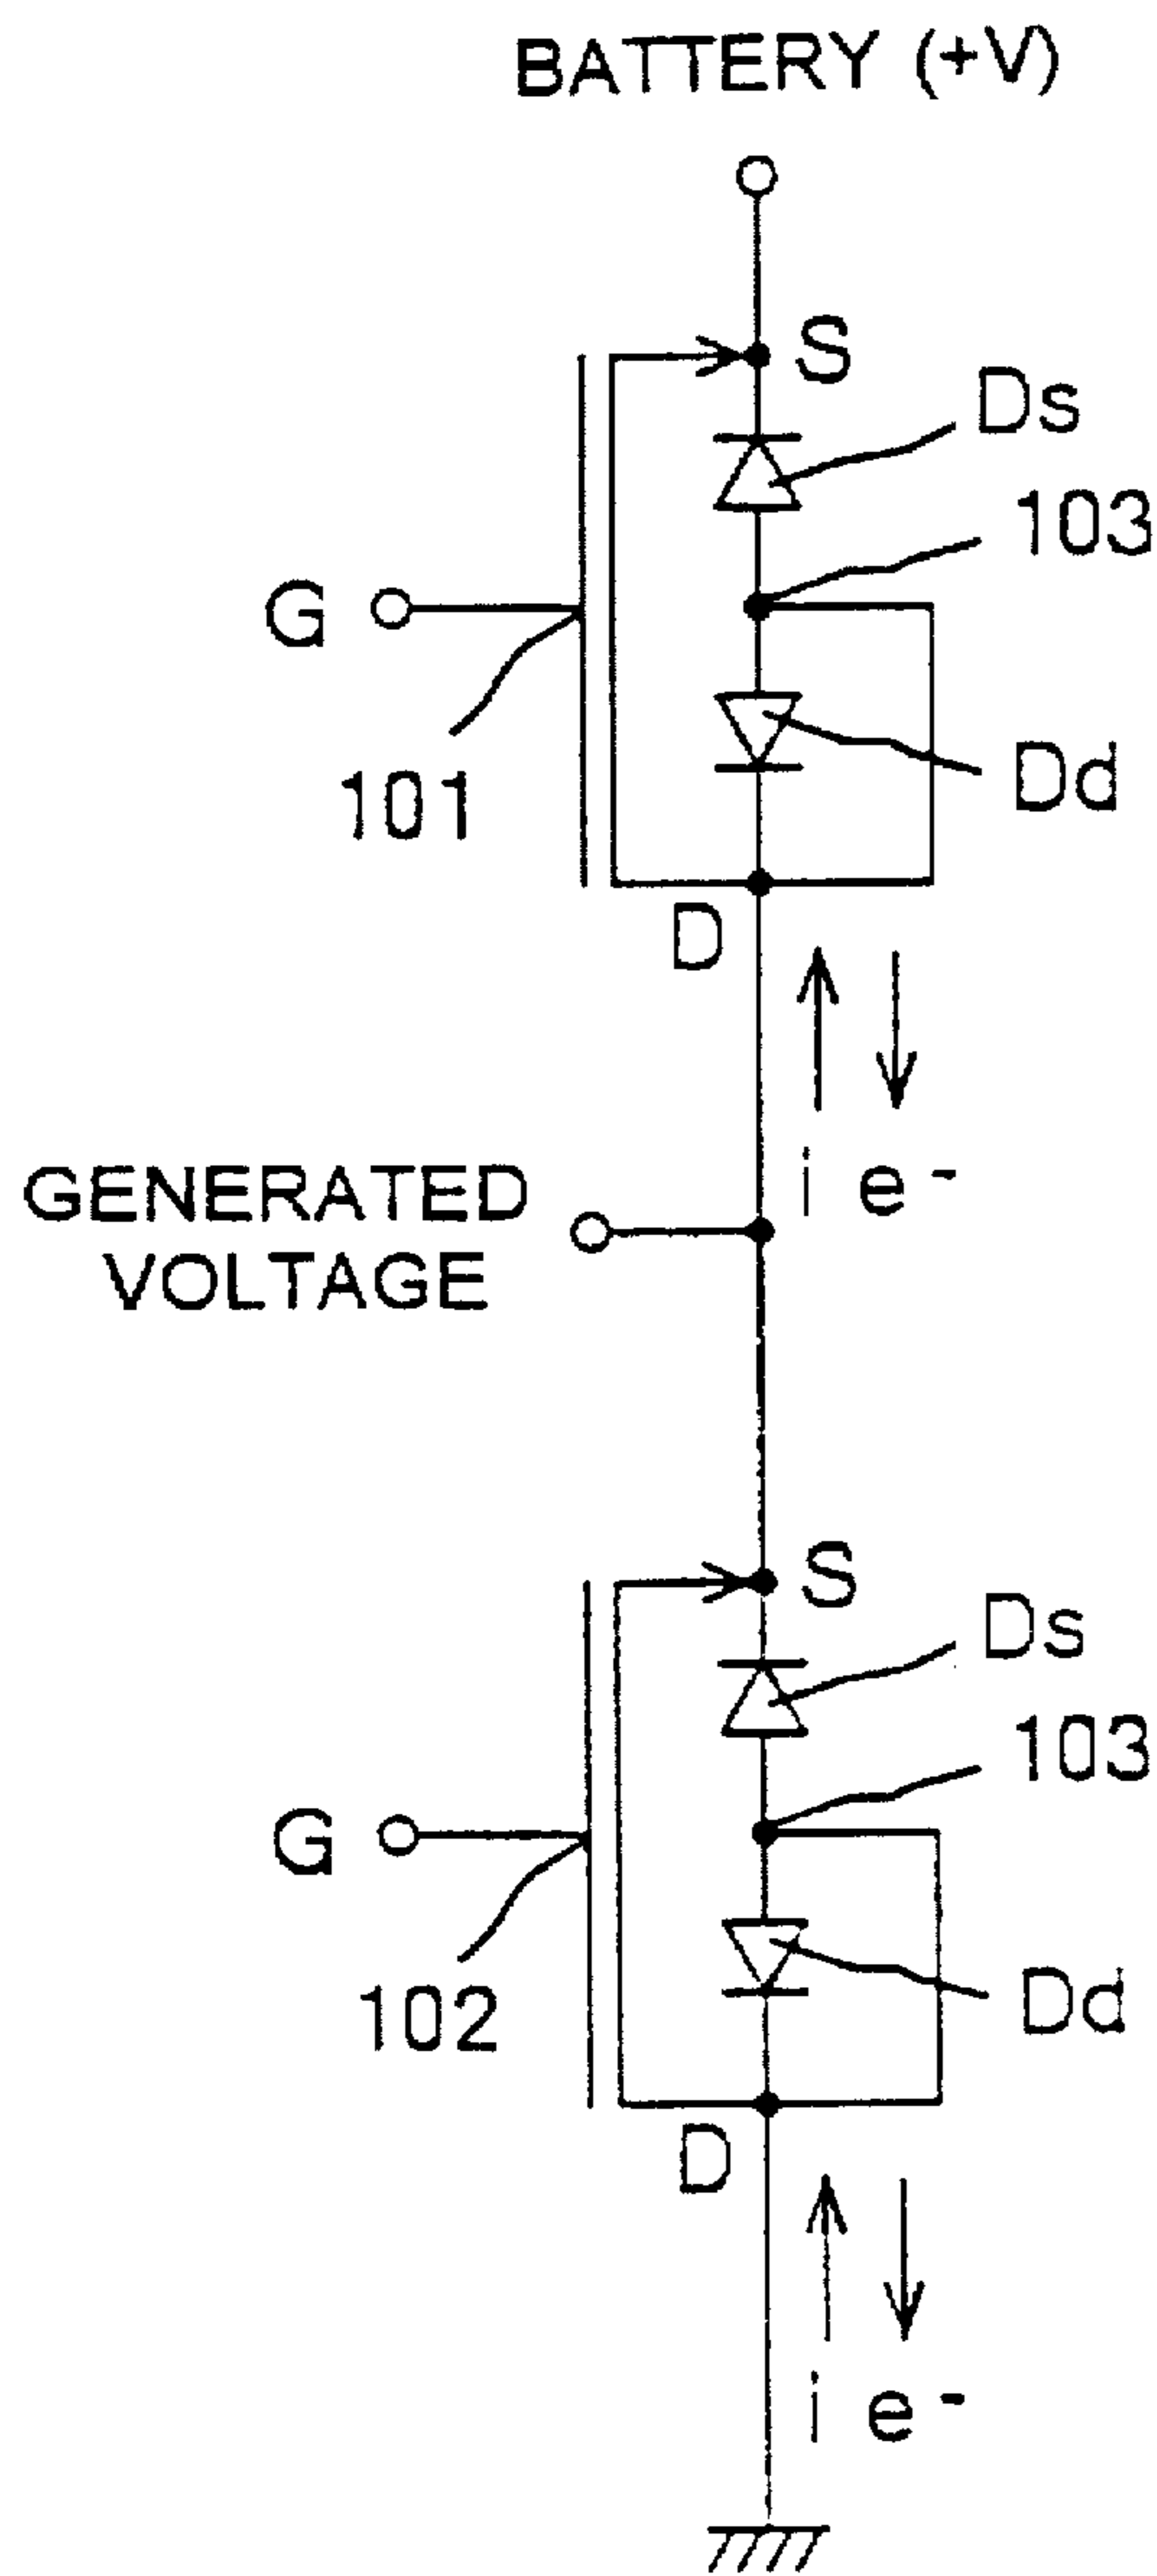 BATTERY (+V)
S
Ds
103
G
101
Dd
D
i e-
GENERATED
VOLTAGE
S
Ds
103
G
102
Dd
D
i e-